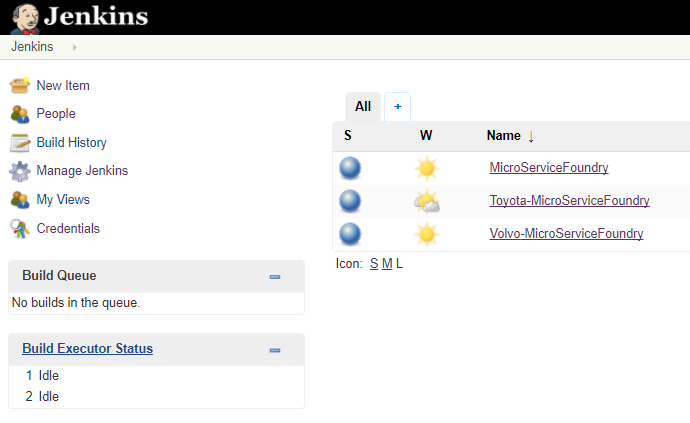 Jenkins
Jenkins
New Item
People
Build History
Manage Jenkins
My Views
Credentials
Build Queue
No builds in the queue.
Build Executor Status
1 Idle
2 Idle
All +
S W Name ↓
MicroServiceFoundry
Toyota-MicroServiceFoundry
Volvo-MicroServiceFoundry
Icon: S M L